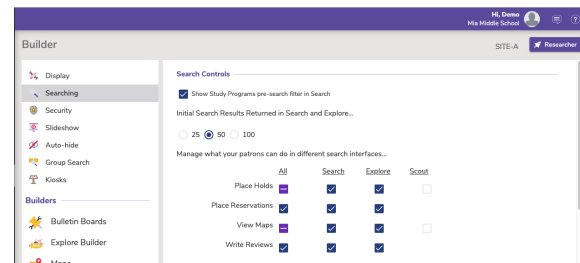 Hi, Demo
Mia Middle School
Builder
SITE-A
Researcher
Display
Searching
Security
Slideshow
Auto-hide
Group Search
Kiosks
Builders
Bulletin Boards
Explore Builder
Maps
Search Controls
Show Study Programs pre-search filter in Search
Initial Search Results Returned in Search and Explore...
25 50 100
Manage what your patrons can do in different search interfaces...
All Search Explore Scout
Place Holds
Place Reservations
View Maps
Write Reviews